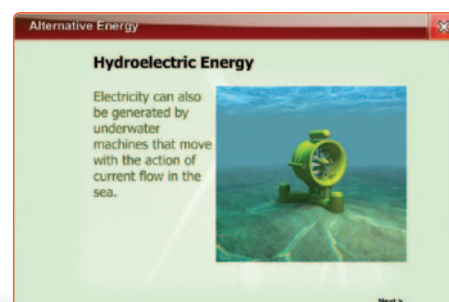 Alternative Energy
Hydroelectric Energy
Electricity can also
be generated by
underwater
machines that move
with the action of
current flow in the
sea.
Next >